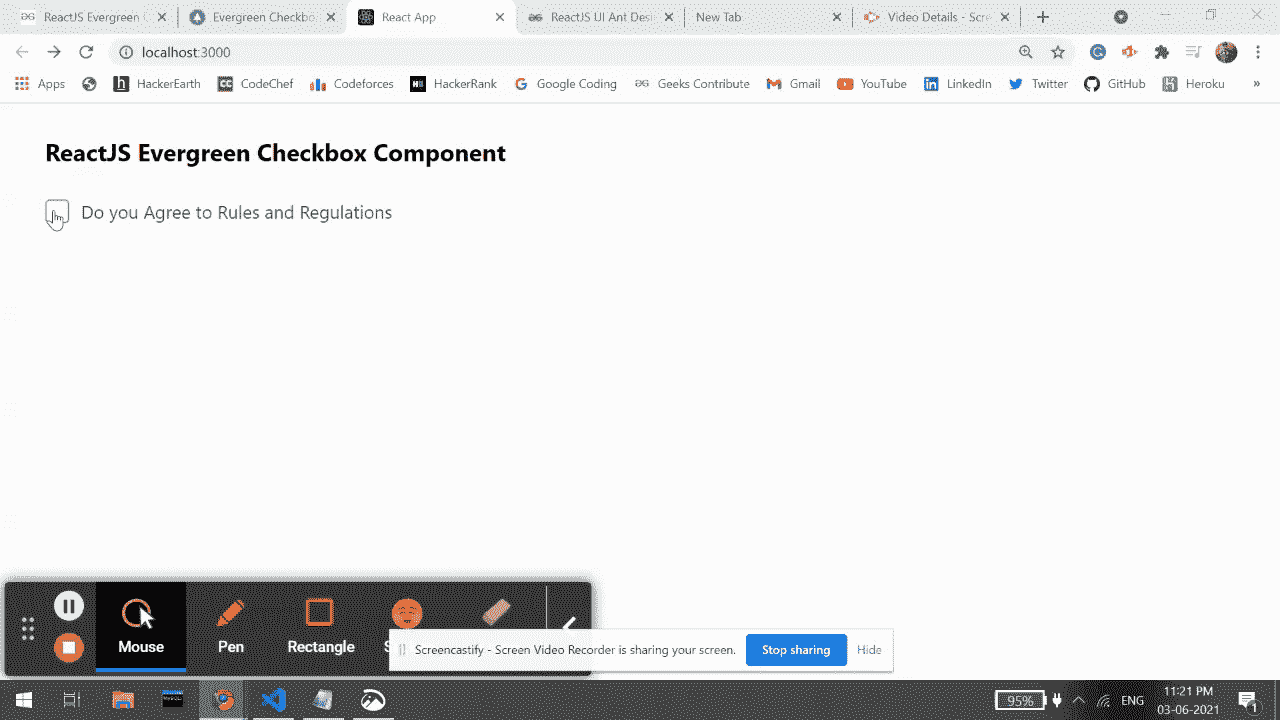 ReactJS Evergreen
Evergreen Checkbo
React App
ReactJS UI Ant Desi
New Tab
Video Details - Scre
localhost:3000
Apps
HackerEarth
CodeChef
Codeforces
HackerRank
Google Coding
Geeks Contribute
Gmail
YouTube
LinkedIn
Twitter
GitHub
Heroku
»
ReactJS Evergreen Checkbox Component
Do you Agree to Rules and Regulations
Mouse
Pen
Rectangle
S
Screencastify - Screen Video Recorder is sharing your screen.
Stop sharing
Hide
95%
ENG
11:21 PM
03-06-2021
1